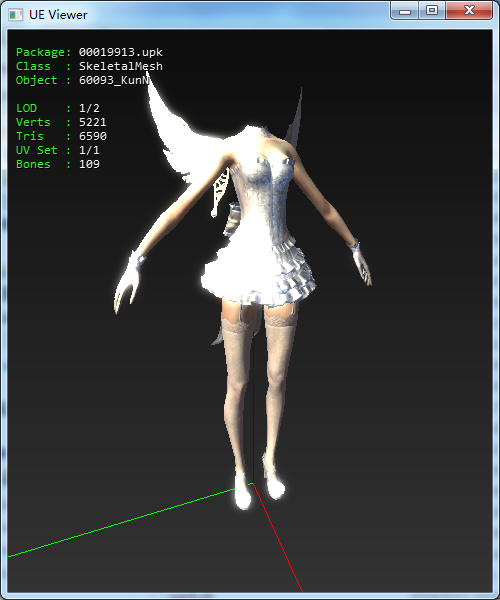 UE Viewer
Package: 00019913.upk
Class : SkeletalMesh
Object : 60093_KunN
LOD : 1/2
Verts : 5221
Tris : 6590
UV Set : 1/1
Bones : 109